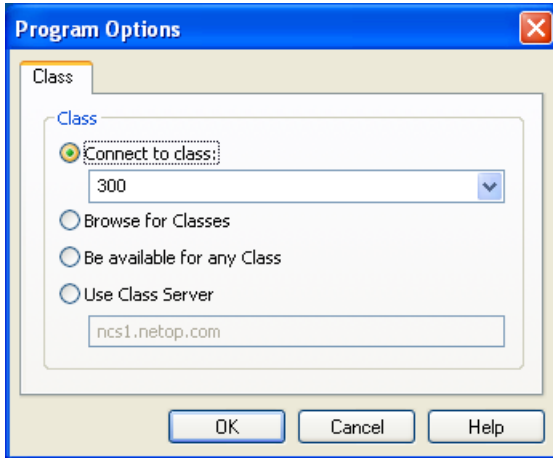 Program Options
Class
Class
Connect to class:
300
Browse for Classes
Be available for any Class
Use Class Server
ncs1.netop.com
OK Cancel Help